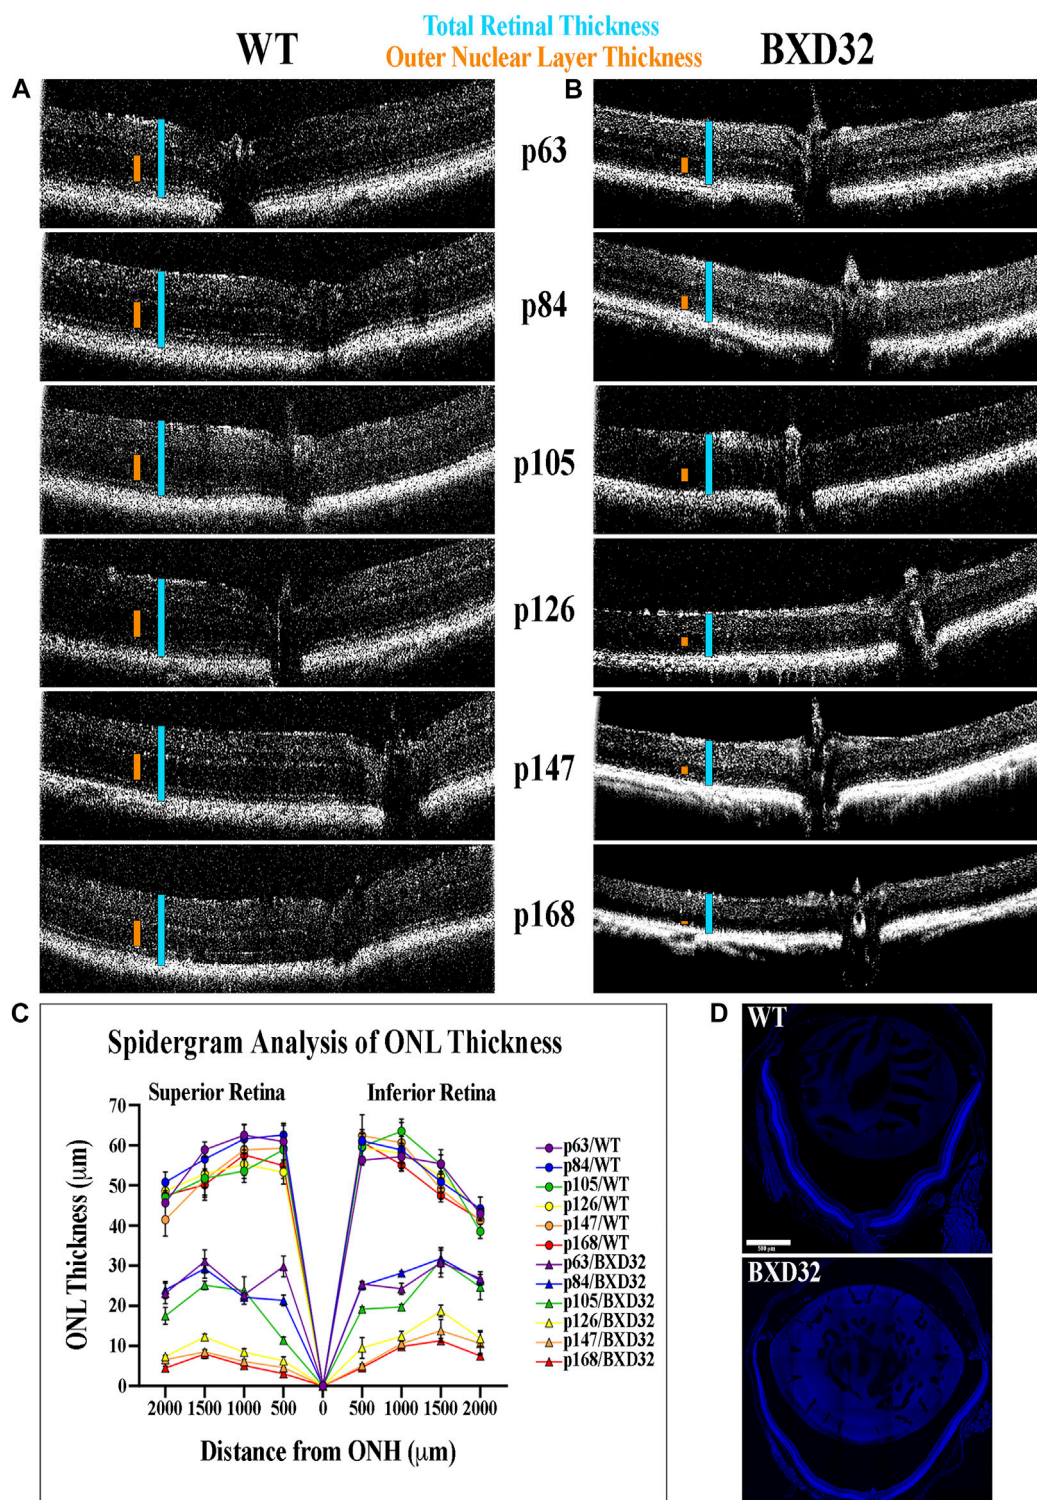 Total Retinal Thickness
WT
Outer Nuclear Layer Thickness
BXD32
A
B
p63
p84
p105
p126
p147
p168
C
Spidergram Analysis of ONL Thickness
Superior Retina
Inferior Retina
ONL Thickness (μm)
70
60
50
40
30
20
10
0
2000 1500 1000 500 0 500 1000 1500 2000
Distance from ONH (μm)
p63/WT
p84/WT
p105/WT
p126/WT
p147/WT
p168/WT
p63/BXD32
p84/BXD32
p105/BXD32
p126/BXD32
p147/BXD32
p168/BXD32
D
WT
500 μm
BXD32